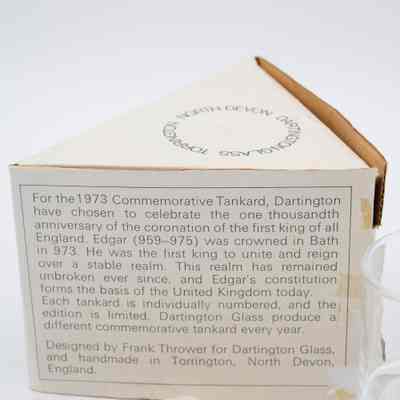 NORTH DEVON DARTINGTON GLASS TORRINGTON
For the 1973 Commemorative Tankard, Dartington
have chosen to celebrate the one thousandth
anniversary of the coronation of the first king of all
England. Edgar (959–975) was crowned in Bath
in 973. He was the first king to unite and reign
over a stable realm. This realm has remained
unbroken ever since, and Edgar's constitution
forms the basis of the United Kingdom today.
Each tankard is individually numbered, and the
edition is limited. Dartington Glass produce a
different commemorative tankard every year.
Designed by Frank Thrower for Dartington Glass,
and handmade in Torrington, North Devon,
England.